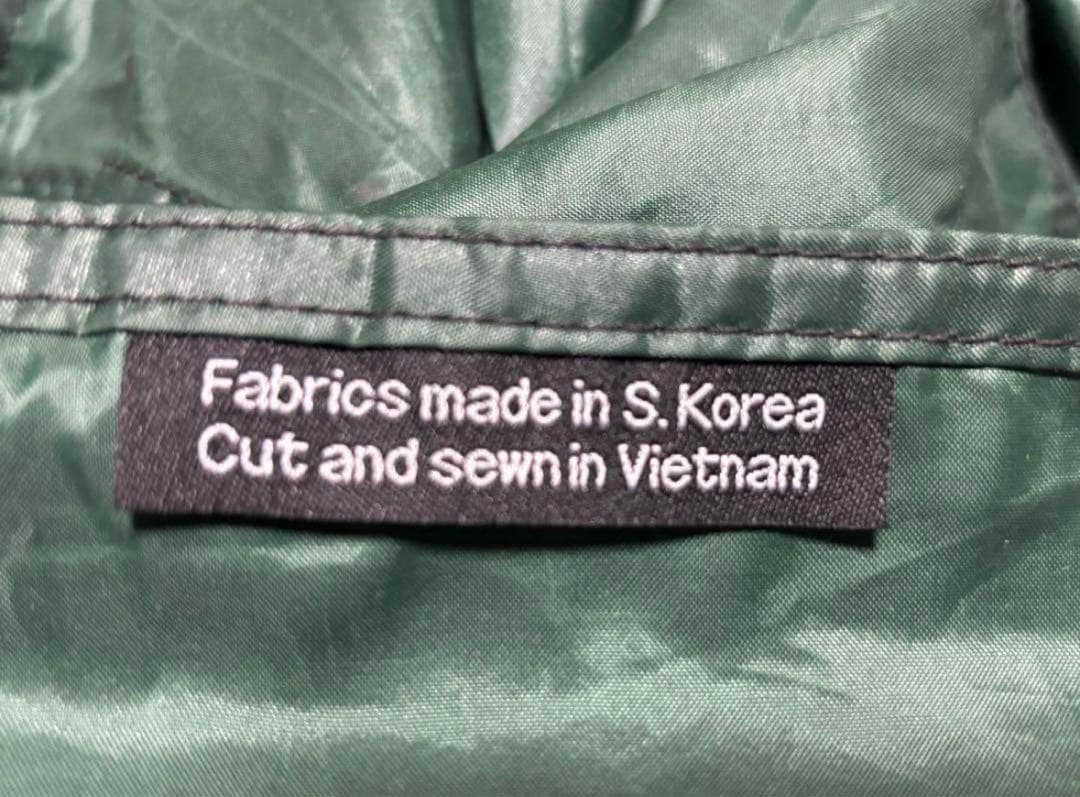 Fabrics made in S. Korea
Cut and sewn in Vietnam